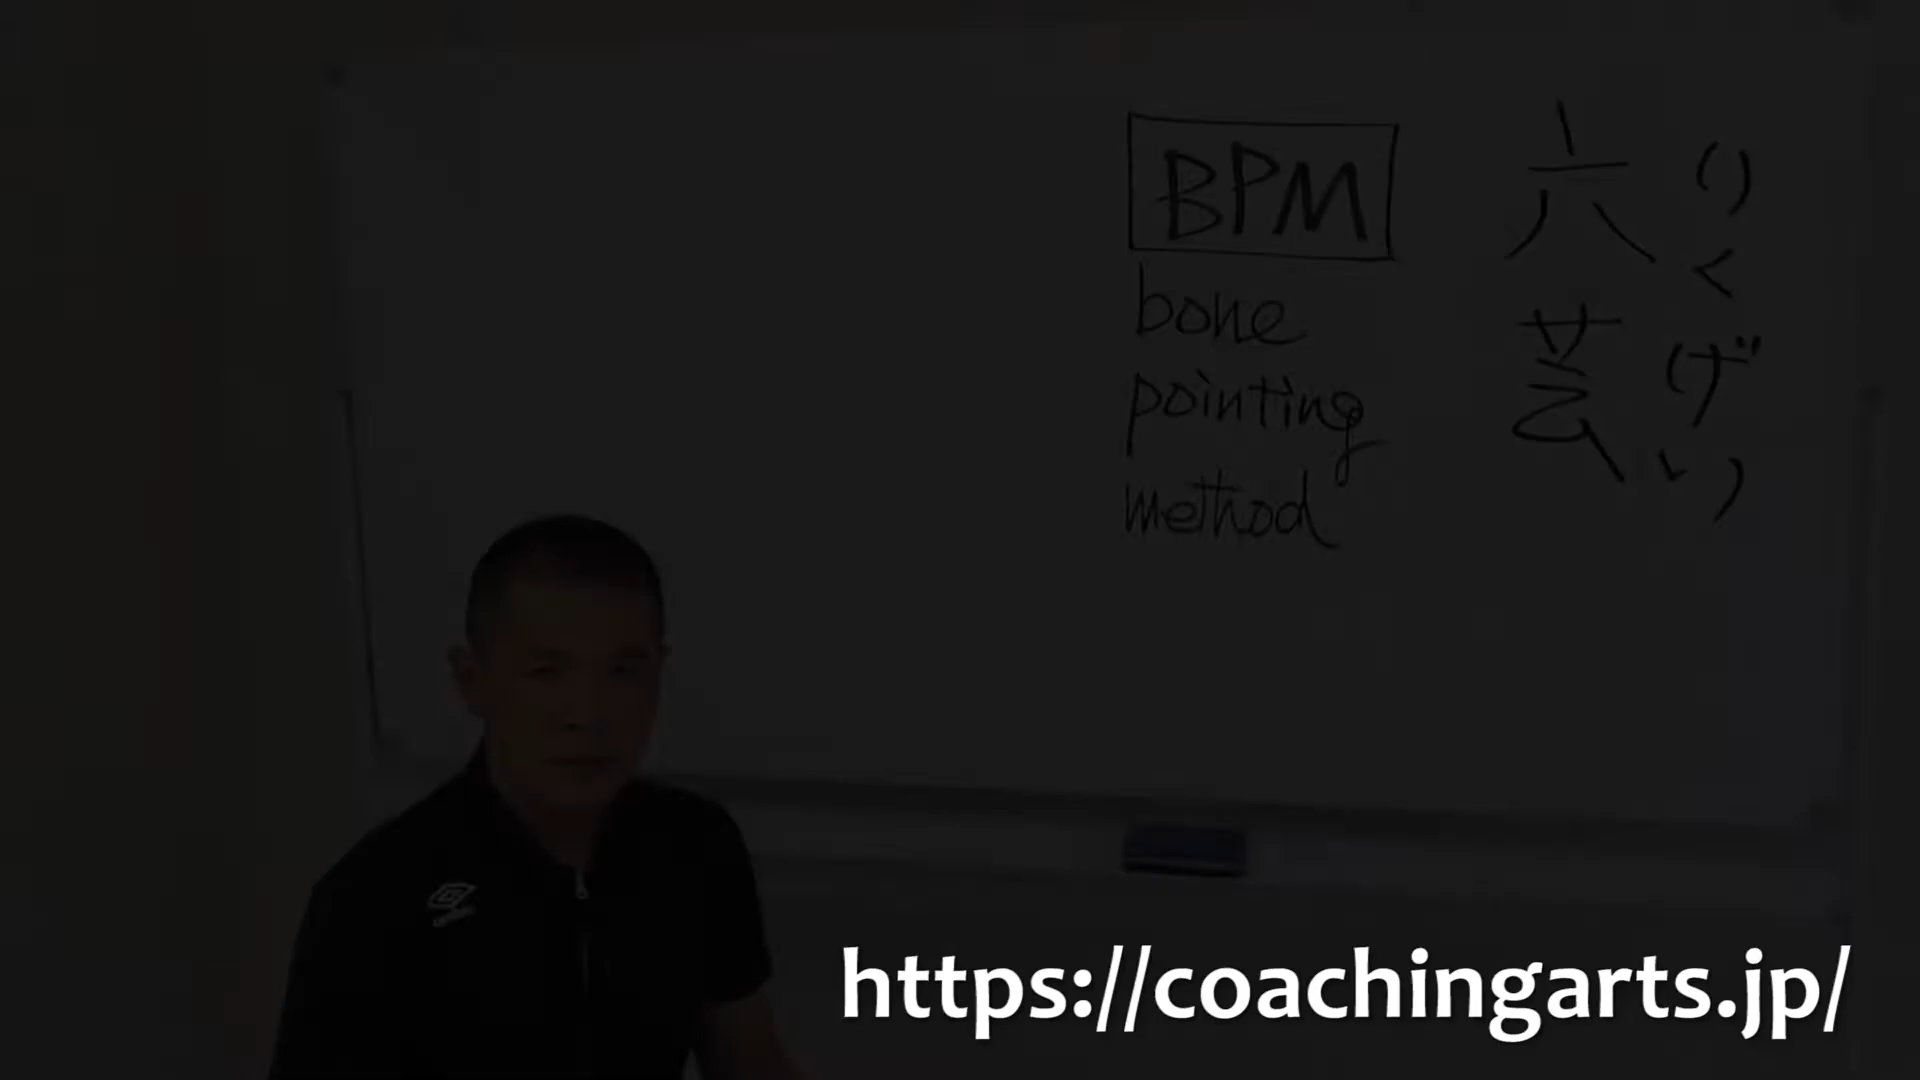 BPM
bone
pointing
method
六芸
りくげい
https://coachingarts.jp/